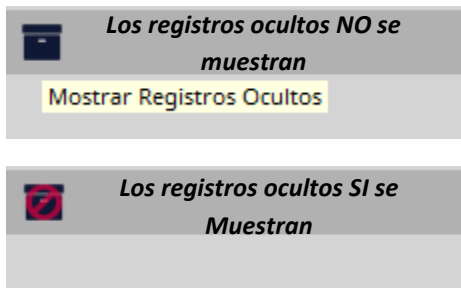 Los registros ocultos NO se
muestran
Mostrar Registros Ocultos
Los registros ocultos SI se
Muestran